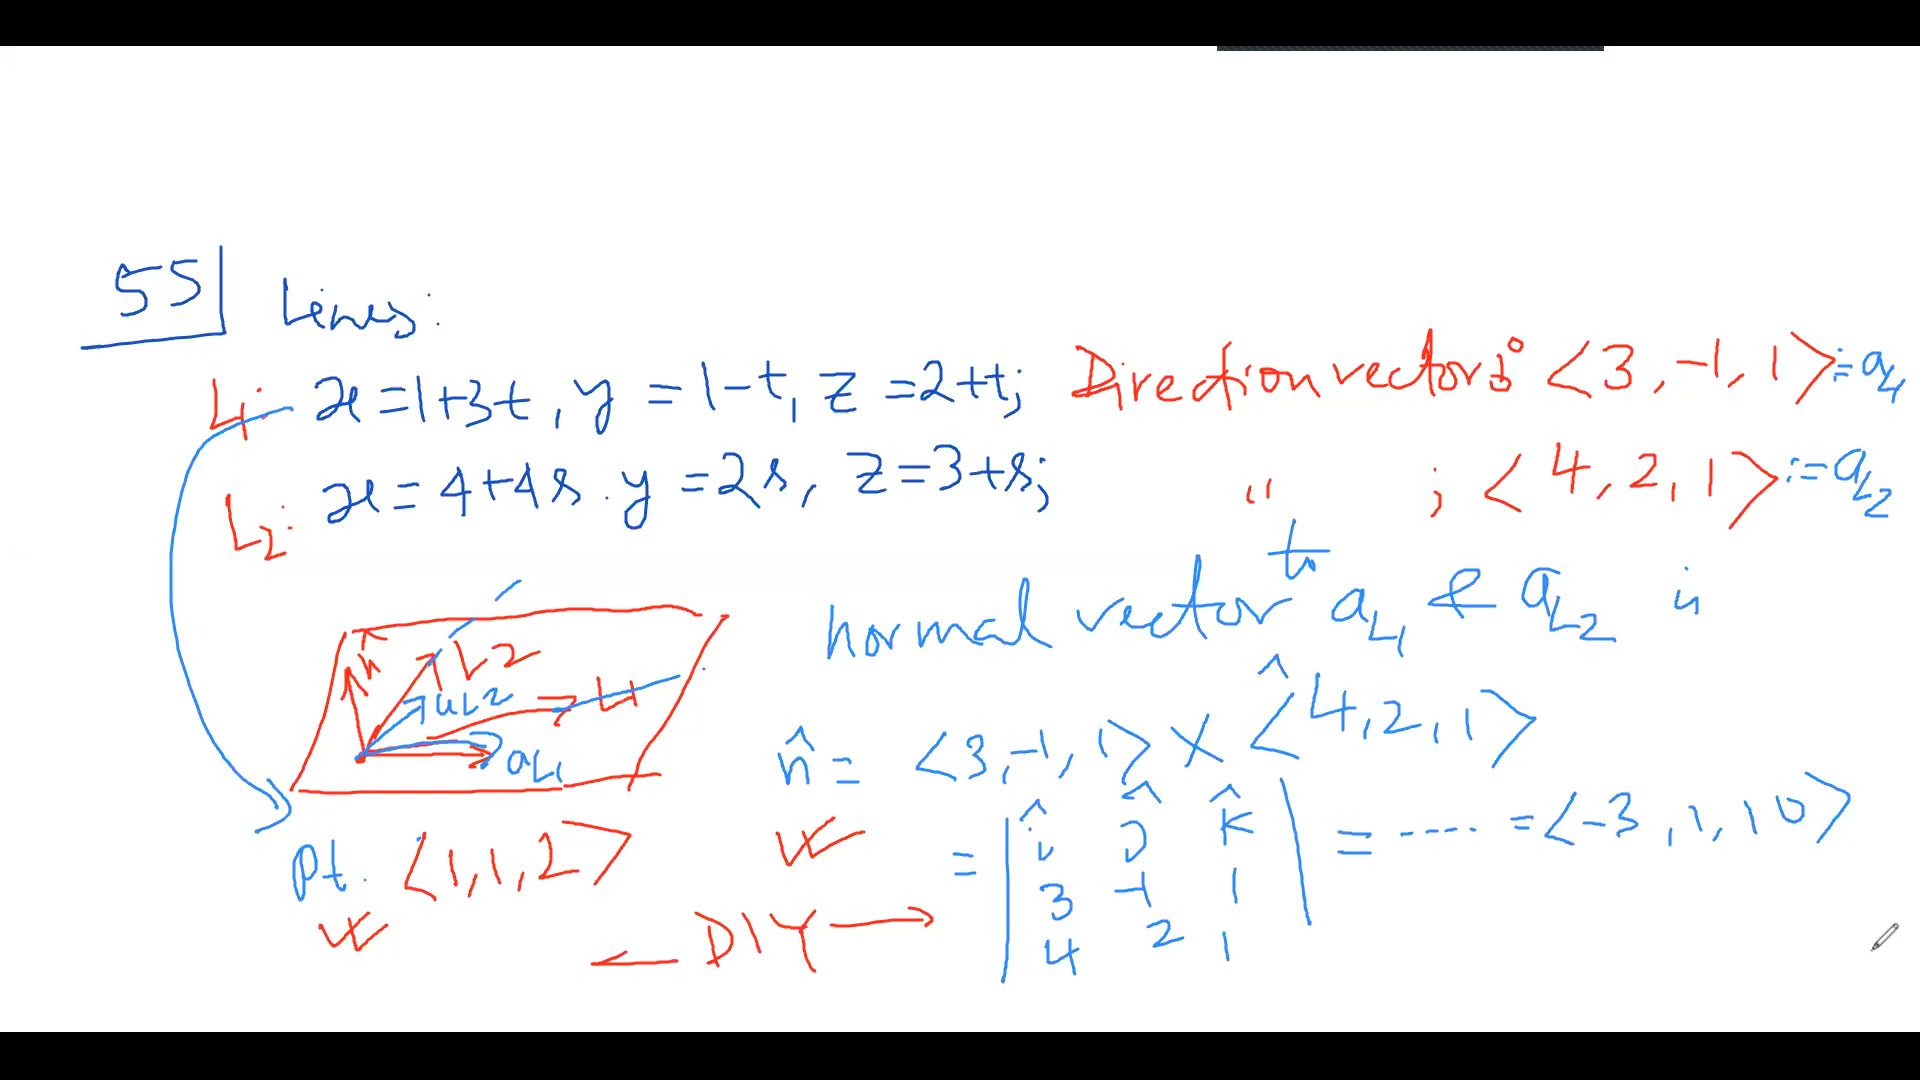 55 Lines:
L1: x = 1+3t, y = 1-t, z = 2+t; Direction vectors: <3, -1, 1> := aL1
L2: x = 4+4s. y = 2s, z = 3+s; " ; <4, 2, 1> := aL2
normal vector to aL1 & aL2 is
n L2 L1 aL2 aL1
n̂ = <3, -1, 1> × <4, 2, 1>
= | î ĵ k̂ | = ---- = <-3, 1, 10>
3 -1 1
4 2 1
Pt. <1, 1, 2>
← DIY →